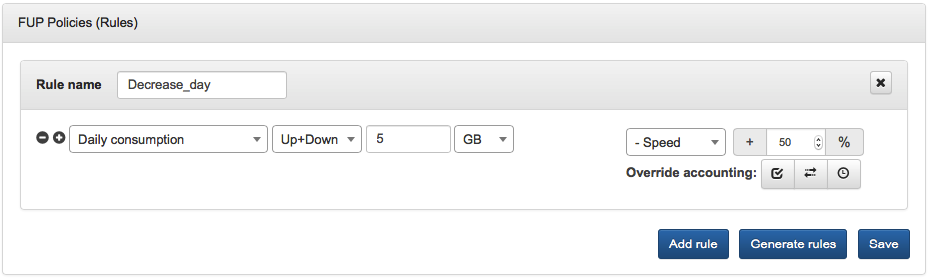 FUP Policies (Rules)
Rule name Decrease_day
Daily consumption Up+Down 5 GB - Speed + 50 %
Override accounting:
Add rule Generate rules Save